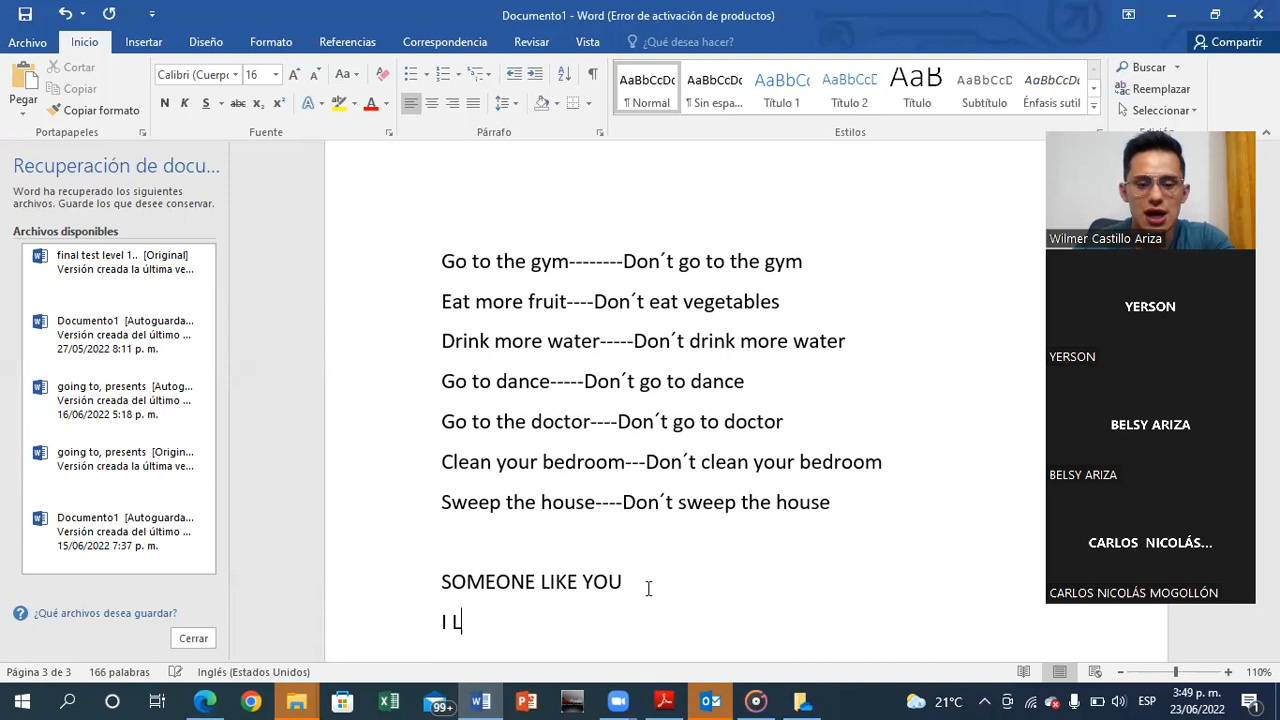 Documento1 - Word (Error de activación de productos)
Archivo Inicio Insertar Diseño Formato Referencias Correspondencia Revisar Vista ¿Qué desea hacer? Compartir
Pegar
Cortar
Copiar
Copiar formato
Portapapeles
Calibri (Cuerpo 16
N K S abc x₂ x²
Fuente
Párrafo
AaBbCcDc AaBbCcDc AaBbCc AaBbCcD AaB AaBbCcD AaBbCcDc
¶ Normal ¶ Sin espa... Título 1 Título 2 Título Subtítulo Énfasis sutil
Estilos
Buscar
Reemplazar
Seleccionar
Recuperación de docu...
Word ha recuperado los siguientes
archivos. Guarde los que desee conservar.
Archivos disponibles
final test level 1.. [Original]
Versión creada la última ve...
Documento1 [Autoguarda...
Versión creada del último ...
27/05/2022 8:11 p. m.
going to, presents [Autog...
Versión creada del último ...
16/06/2022 5:18 p. m.
going to, presents [Origin...
Versión creada la última ve...
Documento1 [Autoguarda...
Versión creada del último ...
15/06/2022 7:37 p. m.
¿Qué archivos desea guardar?
Cerrar
Go to the gym--------Don´t go to the gym
Eat more fruit----Don´t eat vegetables
Drink more water-----Don´t drink more water
Go to dance-----Don´t go to dance
Go to the doctor----Don´t go to doctor
Clean your bedroom---Don´t clean your bedroom
Sweep the house----Don´t sweep the house
SOMEONE LIKE YOU
I L
Wilmer Castillo Ariza
YERSON
YERSON
BELSY ARIZA
BELSY ARIZA
CARLOS NICOLÁS...
CARLOS NICOLÁS MOGOLLÓN
Página 3 de 3 166 palabras Inglés (Estados Unidos) 110%
99+ 21°C ESP 3:49 p. m.
23/06/2022